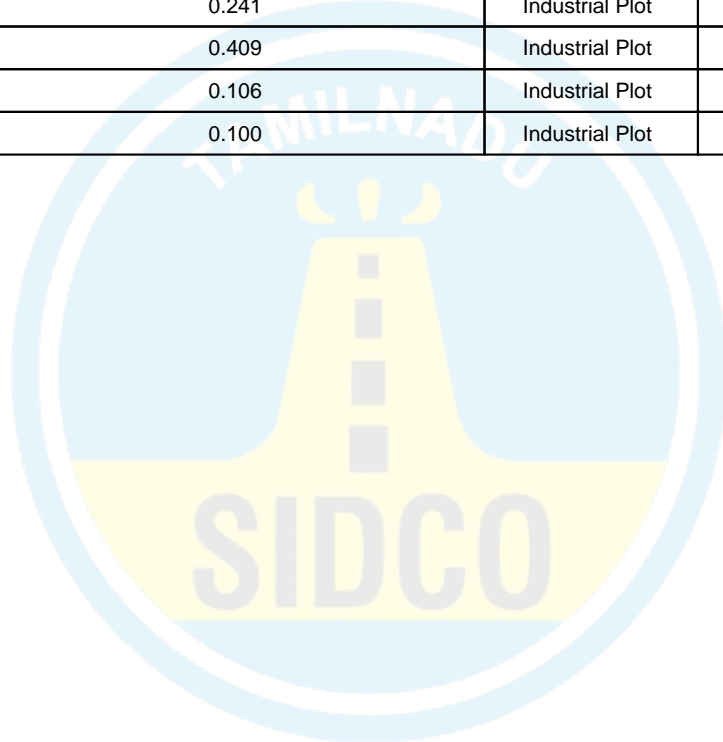 0.241 Industrial Plot
0.409 Industrial Plot
0.106 Industrial Plot
0.100 Industrial Plot
TAMILNADU
SIDCO